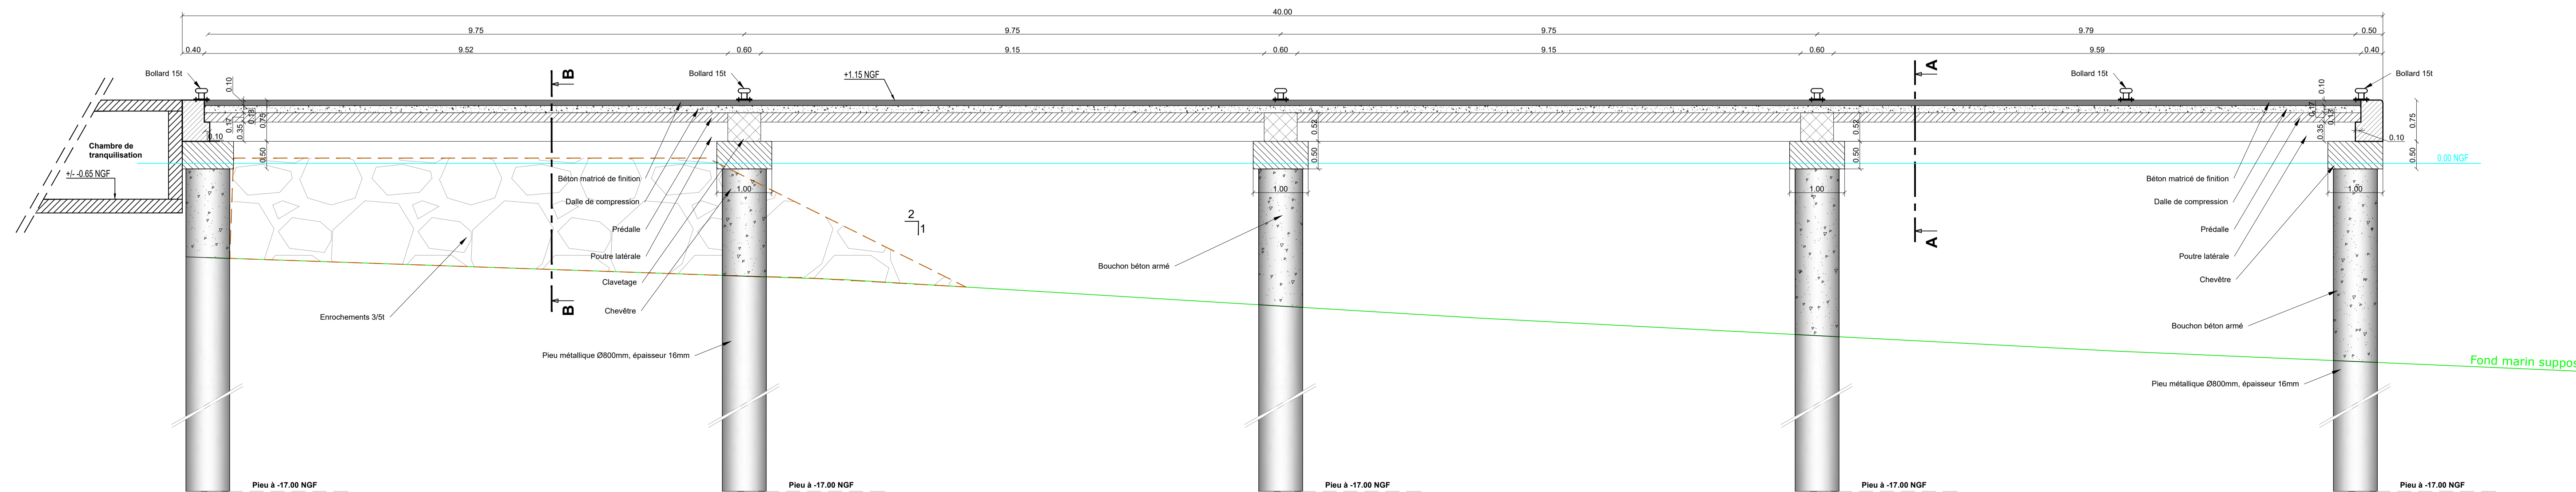 40.00
9.75
9.75
9.75
9.79
0.50
0.40
9.52
0.60
9.15
0.60
9.15
0.60
9.59
0.40
Bollard 15t
Bollard 15t
Bollard 15t
Bollard 15t
B
A
+1.15 NGF
0.10
0.17
0.13
0.35
0.75
0.10
0.50
0.52
0.50
0.52
0.50
0.10
0.17
0.13
0.35
0.75
0.10
0.50
Chambre de
tranquilisation
+/- -0.65 NGF
0.00 NGF
1.00
1.00
1.00
1.00
Béton matricé de finition
Dalle de compression
Prédalle
Poutre latérale
Clavetage
Chevêtre
Enrochements 3/5t
Pieu métallique Ø800mm, épaisseur 16mm
2
1
Bouchon béton armé
B
A
Béton matricé de finition
Dalle de compression
Prédalle
Poutre latérale
Chevêtre
Bouchon béton armé
Fond marin suppos
Pieu métallique Ø800mm, épaisseur 16mm
Pieu à -17.00 NGF
Pieu à -17.00 NGF
Pieu à -17.00 NGF
Pieu à -17.00 NGF
Pieu à -17.00 NGF